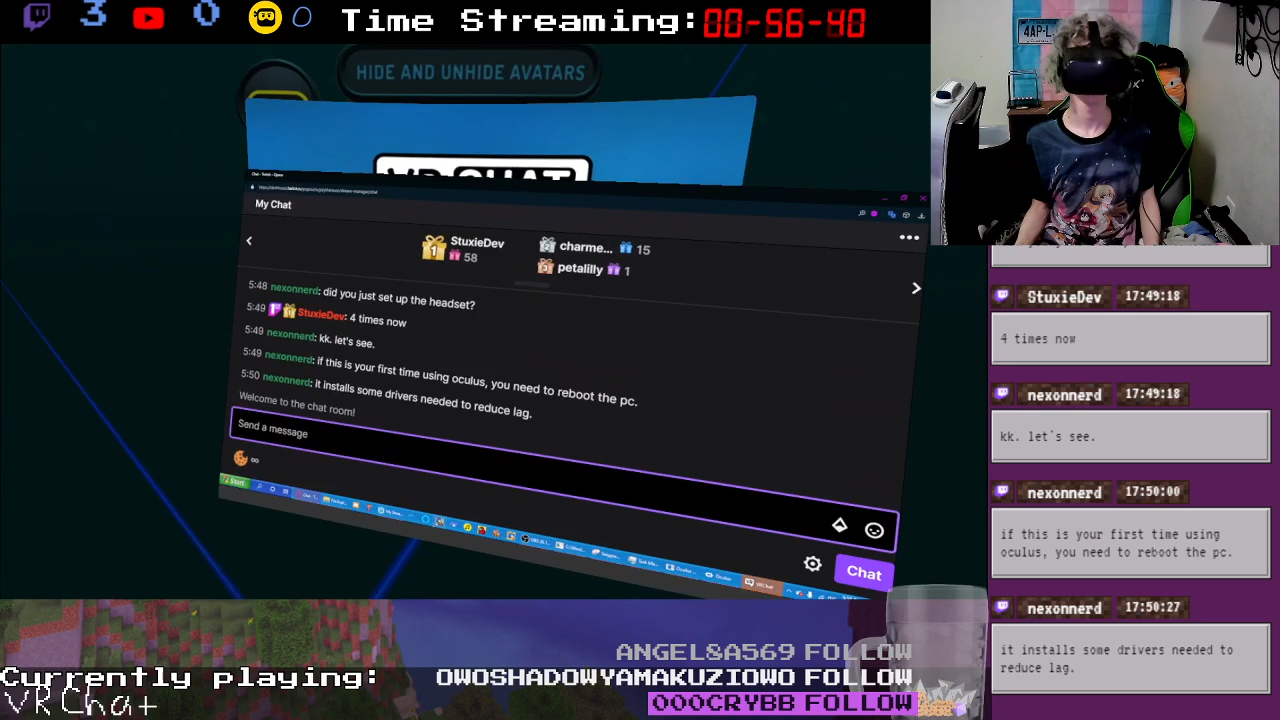 3 0 0 Time Streaming: 00-56-40
HIDE AND UNHIDE AVATARS
VR CHAT
My Chat
StuxieDev
58
charme... 15
petalilly 1
5:48 nexonnerd: did you just set up the headset?
5:49 StuxieDev: 4 times now
5:49 nexonnerd: kk. let's see.
5:49 nexonnerd: if this is your first time using oculus, you need to reboot the pc.
5:50 nexonnerd: it installs some drivers needed to reduce lag.
Welcome to the chat room!
Send a message
∞
Chat
Start
4AP-L
StuxieDev 17:49:18
4 times now
nexonnerd 17:49:18
kk. let's see.
nexonnerd 17:50:00
if this is your first time using
oculus, you need to reboot the pc.
nexonnerd 17:50:27
it installs some drivers needed to
reduce lag.
ANGEL&A569 FOLLOW
OWOSHADOWYAMAKUZIOWO FOLLOW
OOOCRYBB FOLLOW
Currently playing:
VRChat